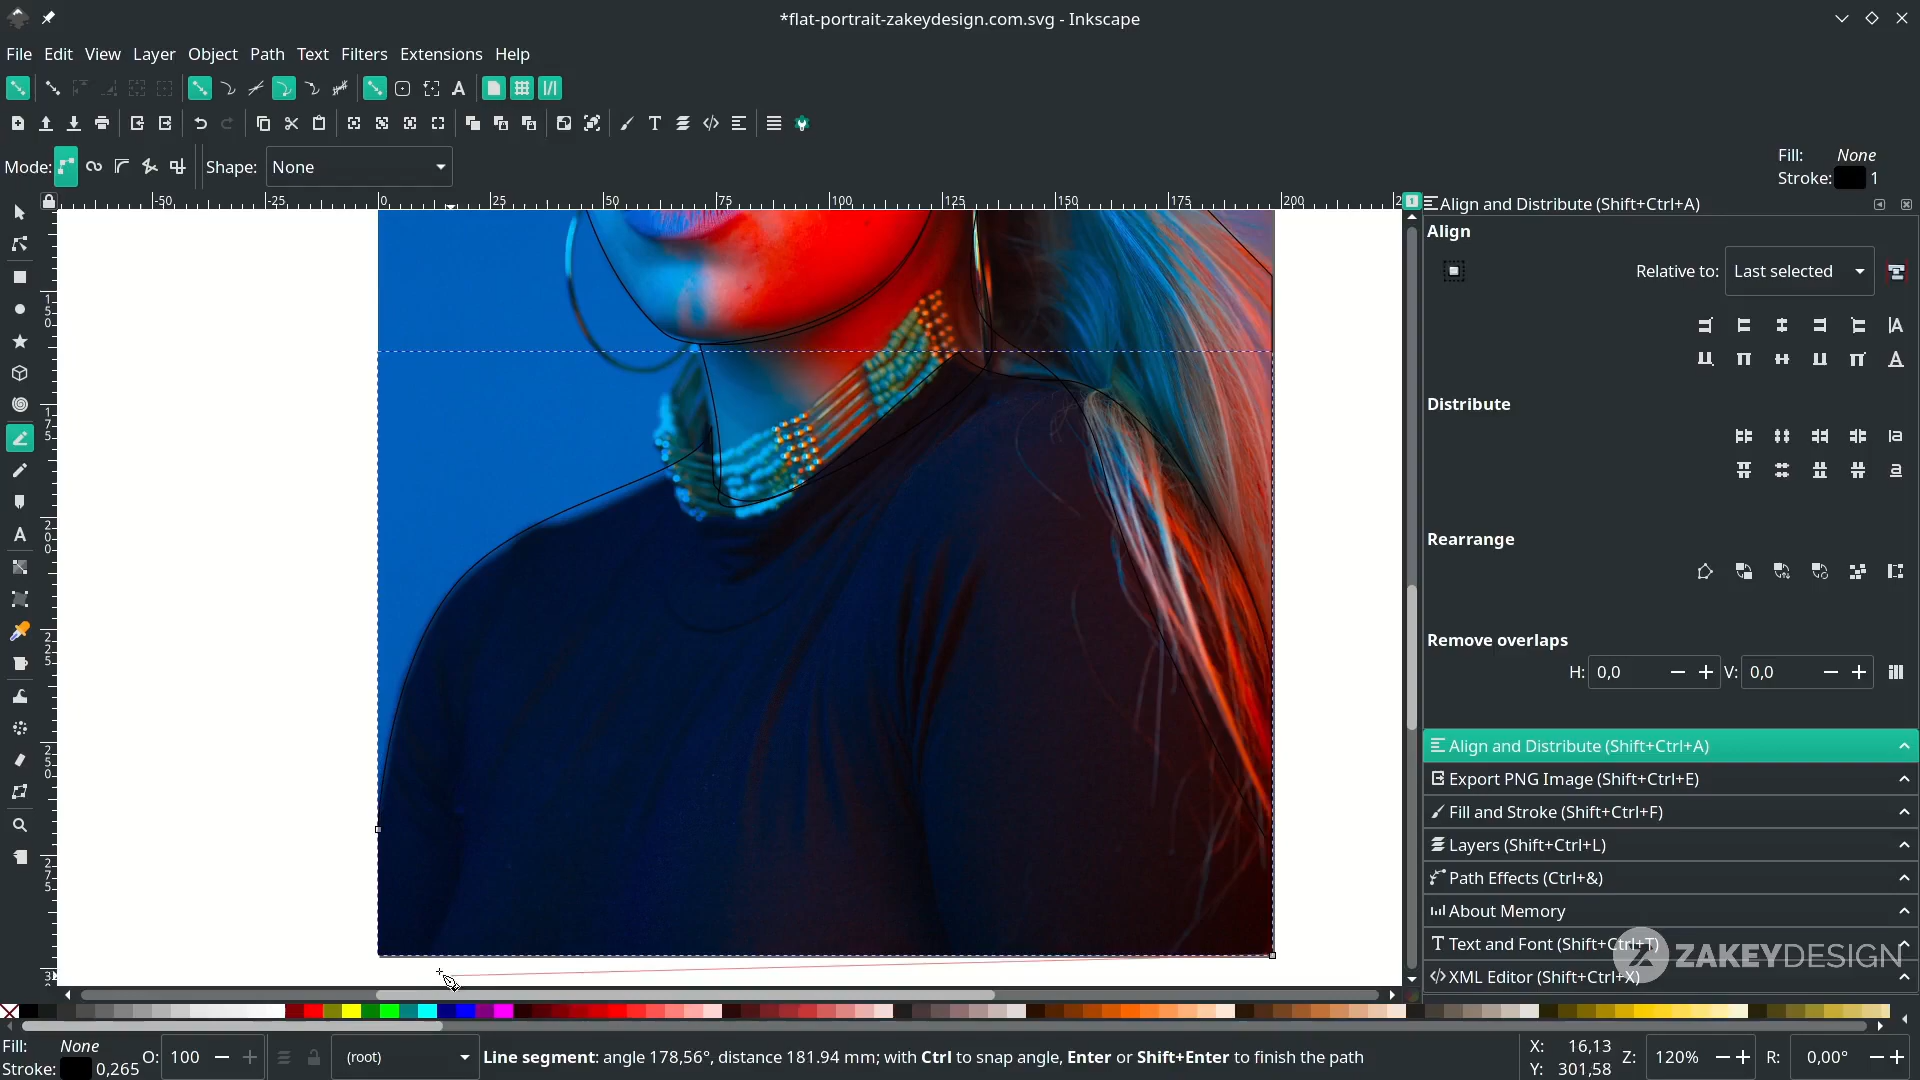 *flat-portrait-zakeydesign.com.svg - Inkscape
File Edit View Layer Object Path Text Filters Extensions Help
Mode: Shape: None
Fill: None
Stroke: 1
-50 -25 0 25 50 75 100 125 150 175 200
Align and Distribute (Shift+Ctrl+A)
Align
Relative to: Last selected
Distribute
Rearrange
Remove overlaps
H: 0,0 V: 0,0
150
175
200
225
250
275
Align and Distribute (Shift+Ctrl+A)
Export PNG Image (Shift+Ctrl+E)
Fill and Stroke (Shift+Ctrl+F)
Layers (Shift+Ctrl+L)
Path Effects (Ctrl+&)
About Memory
Text and Font (Shift+Ctrl+T)
XML Editor (Shift+Ctrl+X)
ZAKEYDESIGN
Fill: None
Stroke: 0,265
O: 100
(root)
Line segment: angle 178,56°, distance 181.94 mm; with Ctrl to snap angle, Enter or Shift+Enter to finish the path
X: 16,13
Y: 301,58
Z: 120%
R: 0,00°